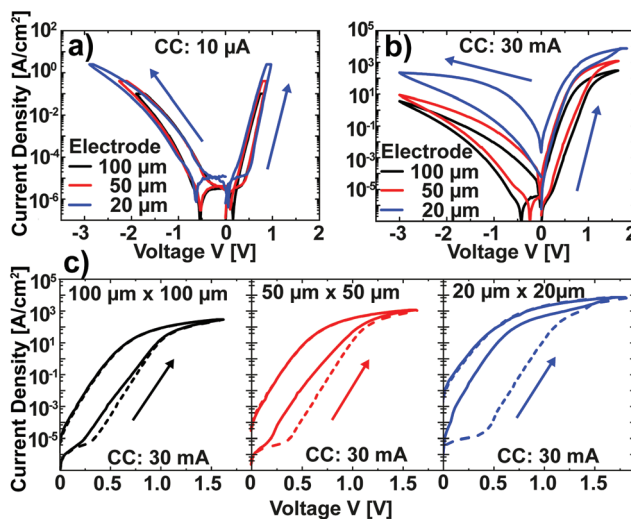 a)
CC: 10 µA
Current Density [A/cm²]
10²
10⁰
10⁻²
10⁻⁴
10⁻⁶
Electrode
100 µm
50 µm
20 µm
-3 -2 -1 0 1 2
Voltage V [V]
b)
CC: 30 mA
10⁵
10³
10¹
10⁻¹
10⁻³
10⁻⁵
Electrode
100 µm
50 µm
20 µm
-3 -2 -1 0 1 2
Voltage V [V]
c)
Current Density [A/cm²]
10⁵
10³
10¹
10⁻¹
10⁻³
10⁻⁵
100 µm x 100 µm
CC: 30 mA
0 0.5 1.0 1.5
50 µm x 50 µm
CC: 30 mA
0 0.5 1.0 1.5
20 µm x 20µm
CC: 30 mA
0 0.5 1.0 1.5
Voltage V [V]